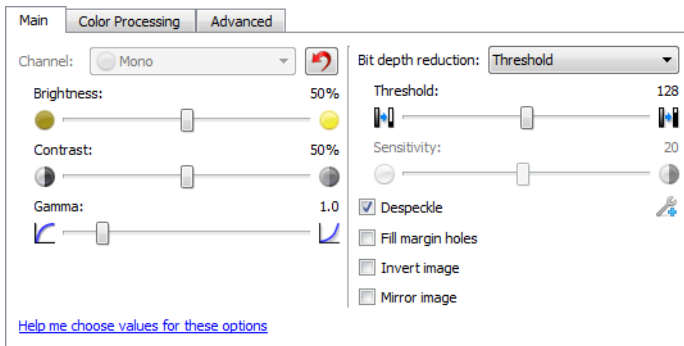 Main Color Processing Advanced
Channel: Mono
Brightness: 50%
Contrast: 50%
Gamma: 1.0
Help me choose values for these options
Bit depth reduction: Threshold
Threshold: 128
Sensitivity: 20
Despeckle
Fill margin holes
Invert image
Mirror image